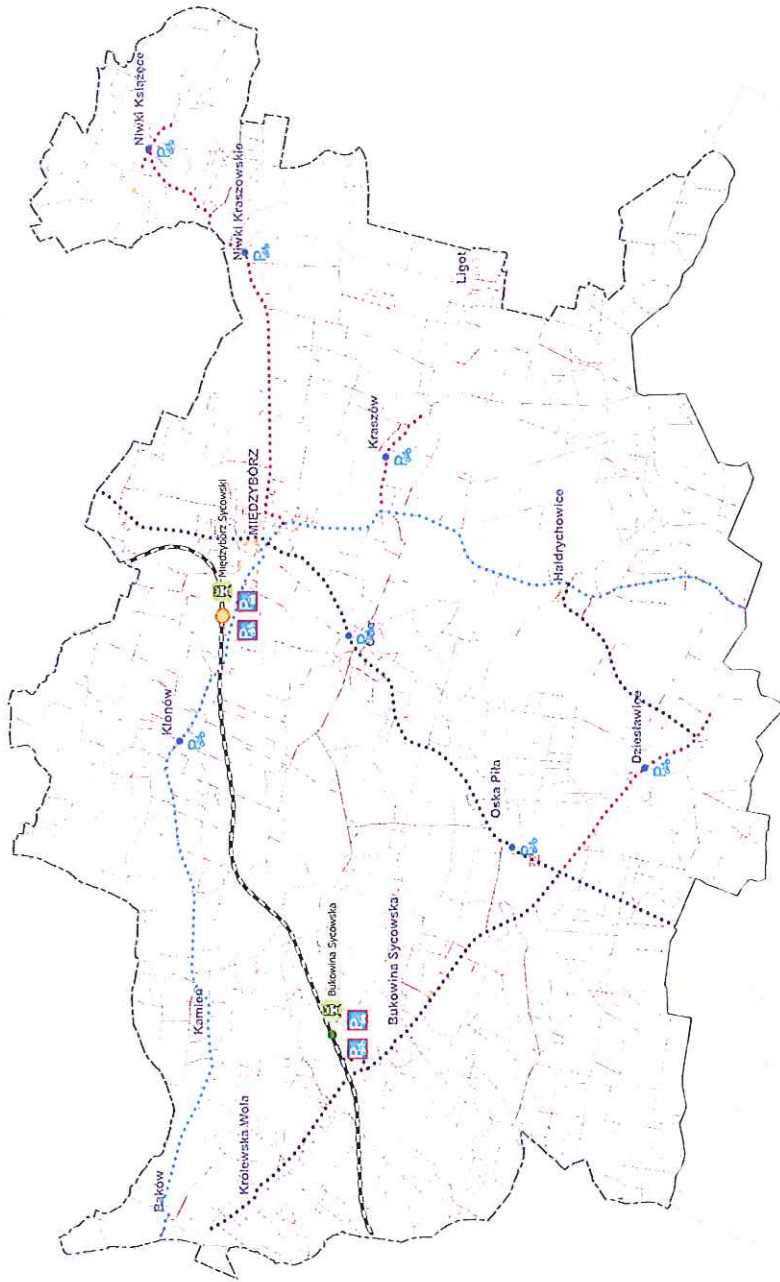 Niwki Książęce
Niwki Kraszowskie
Ligot
Kraszów
MIĘDZYBÓRZ
Międzybórz Sycowski
Hałdrychowice
Klonów
Dziesławice
Oska Piła
Bukowina Sycowska
Bukowina Sycowska
Kamień
Królewska Wola
Bąków